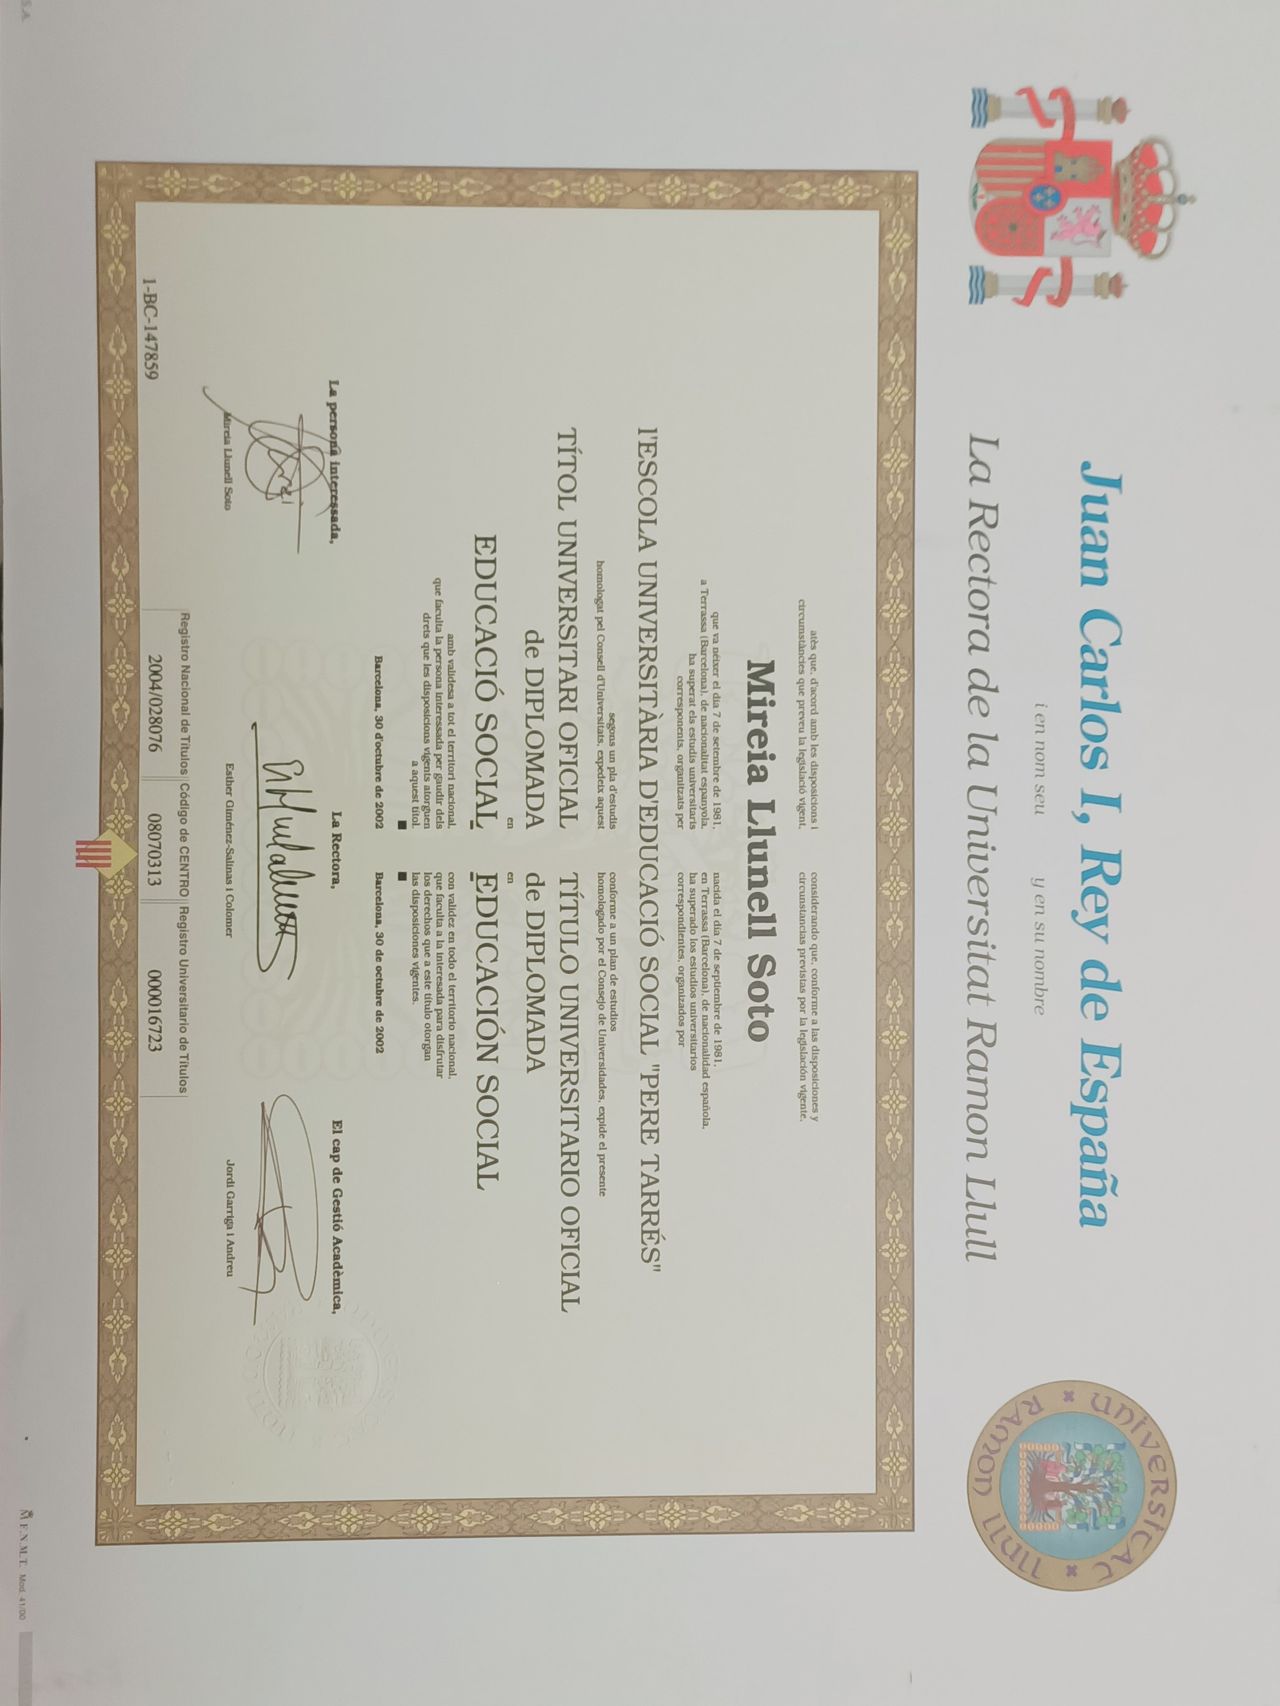 Juan Carlos I, Rey de España
i en nom seu y en su nombre
La Rectora de la Universitat Ramon Llull
UNIVERSITAT RAMON LLULL
atès que, d'acord amb les disposicions i
circumstàncies que preveu la legislació vigent,
considerando que, conforme a las disposiciones y
circunstancias previstas por la legislación vigente,
Mireia Llunell Soto
que va néixer el dia 7 de setembre de 1981,
a Terrassa (Barcelona), de nacionalitat espanyola,
ha superat els estudis universitaris
corresponents, organitzats per
nacida el día 7 de septiembre de 1981,
en Terrassa (Barcelona), de nacionalidad española,
ha superado los estudios universitarios
correspondientes, organizados por
l'ESCOLA UNIVERSITÀRIA D'EDUCACIÓ SOCIAL "PERE TARRÉS"
segons un pla d'estudis
homologat pel Consell d'Universitats, expedeix aquest
conforme a un plan de estudios
homologado por el Consejo de Universidades, expide el presente
TÍTOL UNIVERSITARI OFICIAL
de DIPLOMADA
en
EDUCACIÓ SOCIAL
TÍTULO UNIVERSITARIO OFICIAL
de DIPLOMADA
en
EDUCACIÓN SOCIAL
amb validesa a tot el territori nacional,
que faculta la persona interessada per gaudir dels
drets que les disposicions vigents atorguen
a aquest títol.
con validez en todo el territorio nacional,
que faculta a la interesada para disfrutar
los derechos que a este título otorgan
las disposiciones vigentes.
Barcelona, 30 d'octubre de 2002
Barcelona, 30 de octubre de 2002
La persona interessada,
La Rectora,
El cap de Gestió Acadèmica,
Mireia Llunell Soto
Esther Giménez-Salinas i Colomer
Jordi Garriga i Andreu
Registro Nacional de Títulos Código de CENTRO Registro Universitario de Títulos
1-BC-147859
2004/028076 08070313 000016723
F.N.M.T. Mod. 41/00